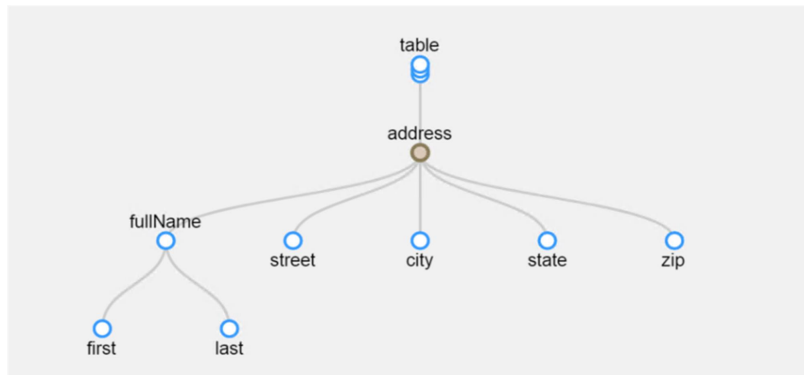 table
address
fullName
street
city
state
zip
first
last